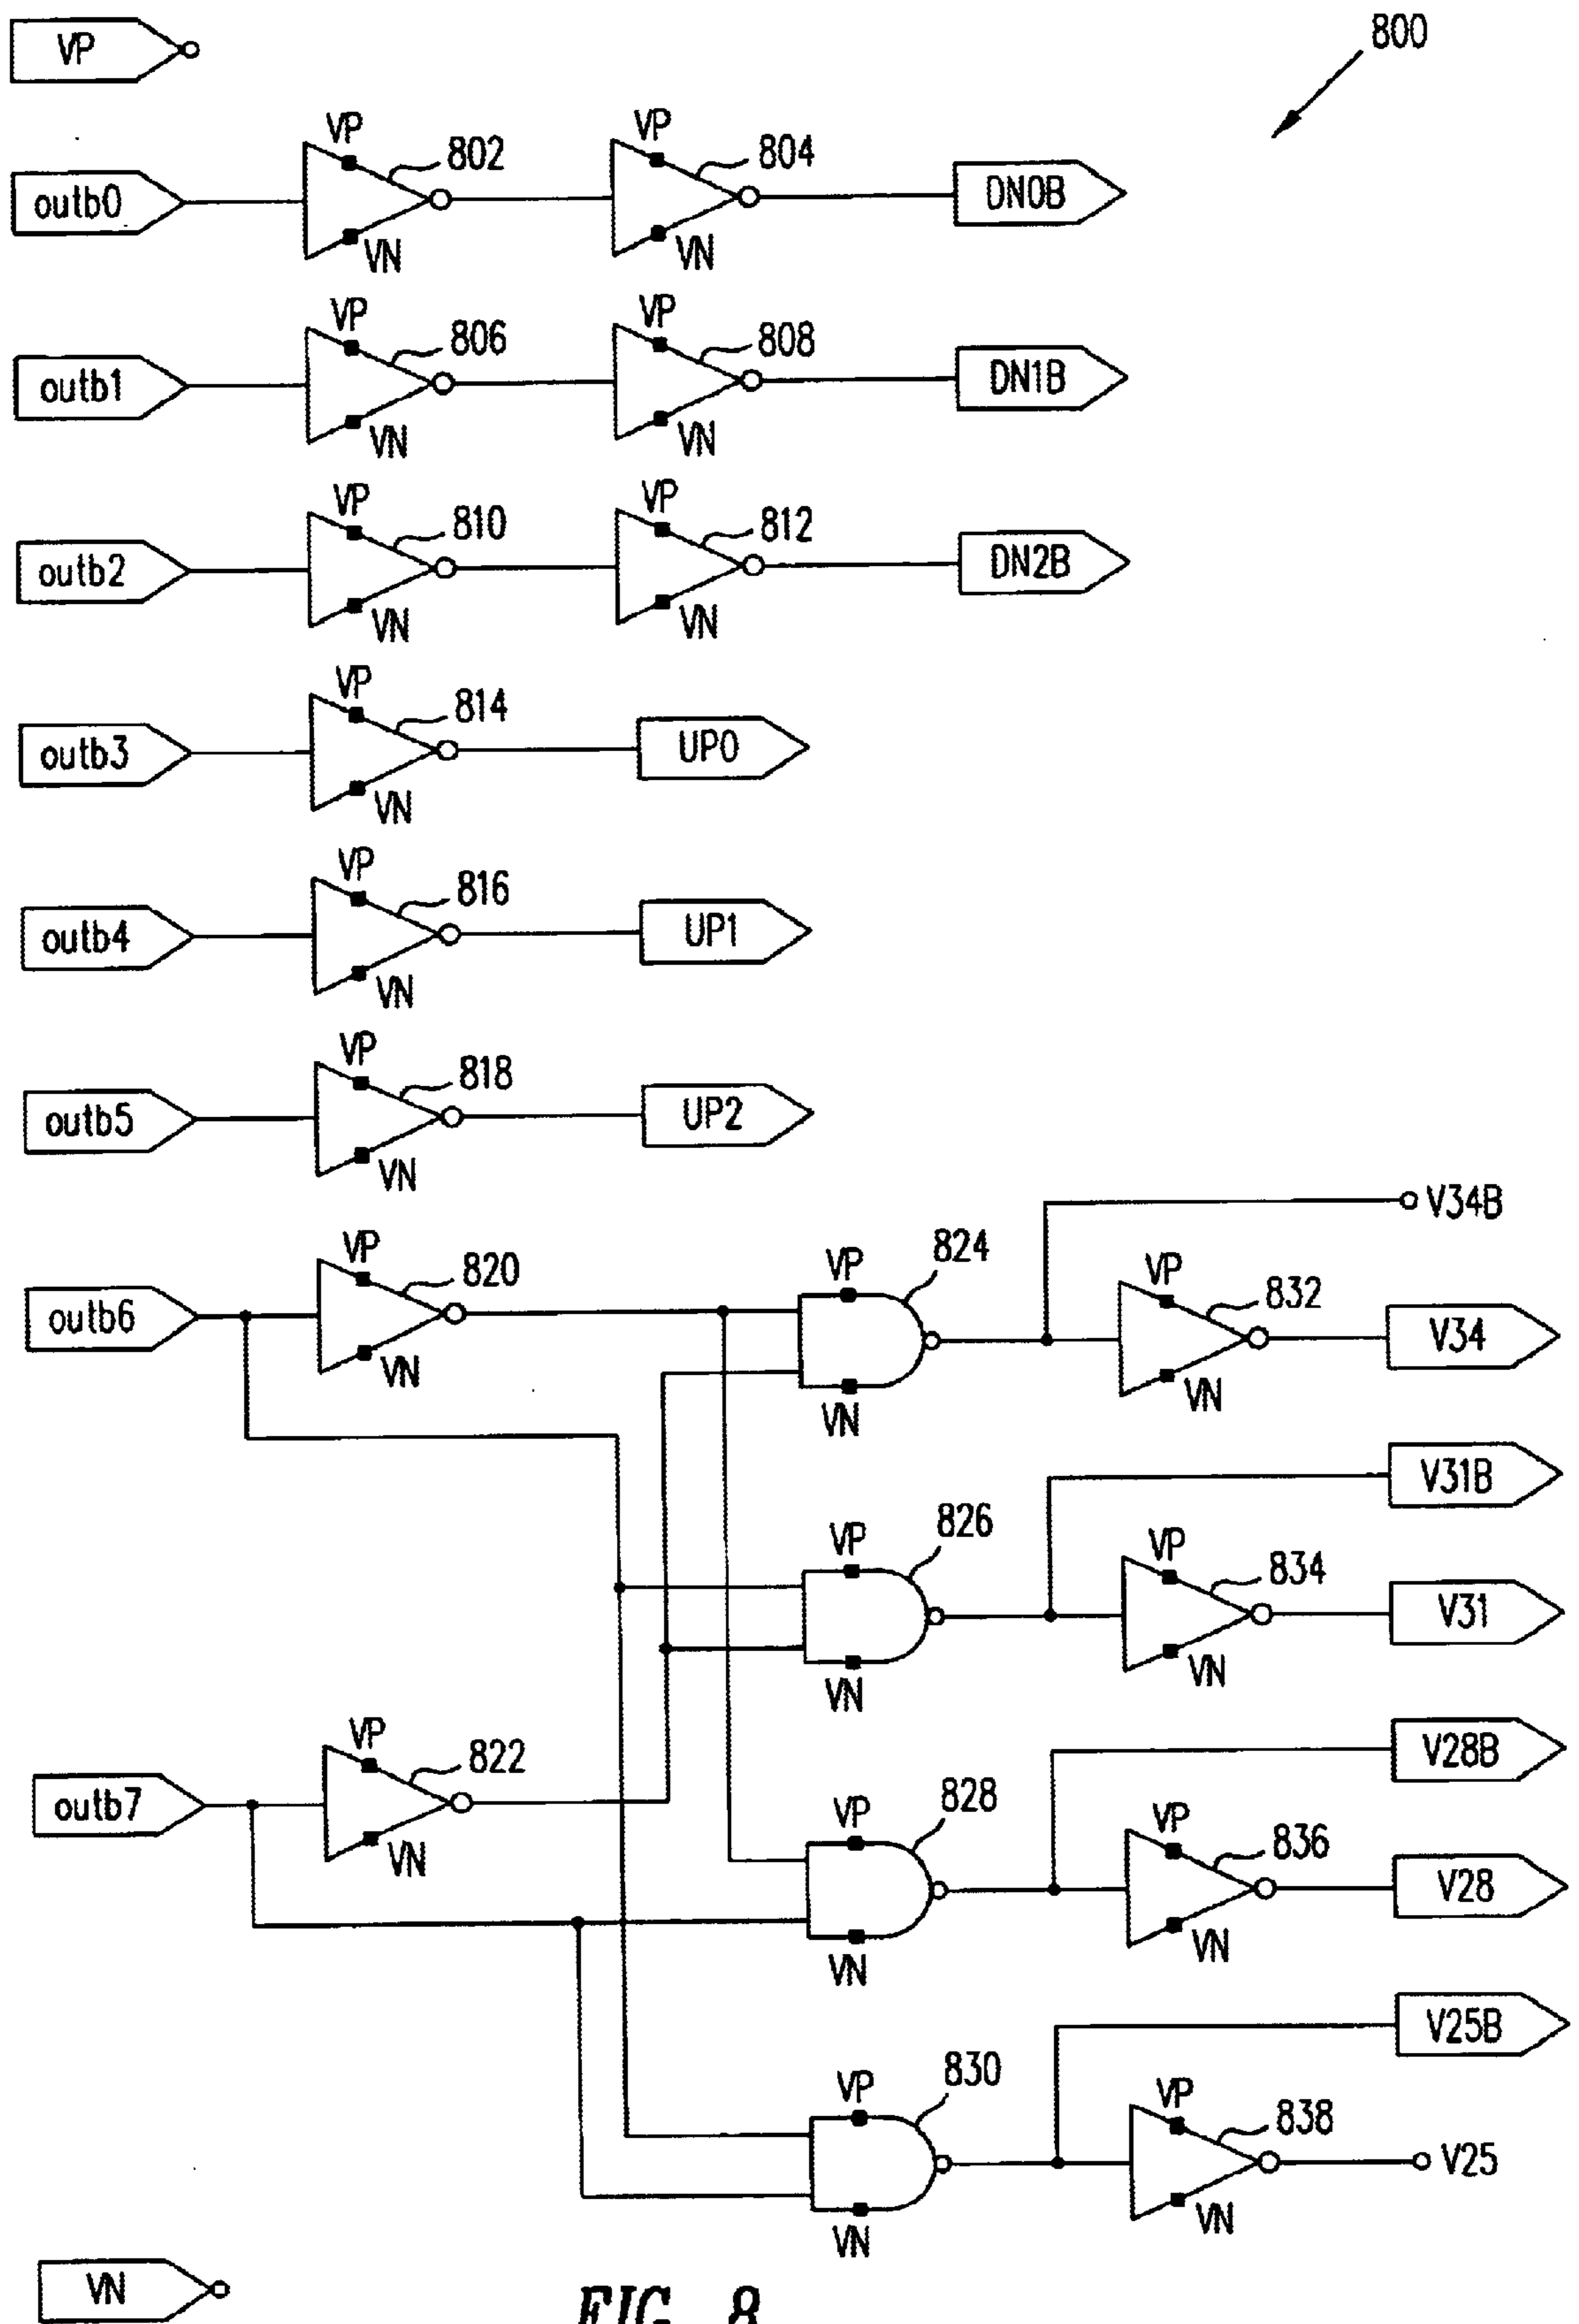 800
VP
outb0
VP
802
VN
VP
804
VN
DN0B
outb1
VP
806
VN
VP
808
VN
DN1B
outb2
VP
810
VN
VP
812
VN
DN2B
outb3
VP
814
VN
UP0
outb4
VP
816
VN
UP1
outb5
VP
818
VN
UP2
outb6
VP
820
VN
VP
824
VN
V34B
VP
832
VN
V34
VP
826
VN
V31B
VP
834
VN
V31
outb7
VP
822
VN
VP
828
VN
V28B
VP
836
VN
V28
VP
830
VN
V25B
VP
838
VN
V25
VN
FIG. 8